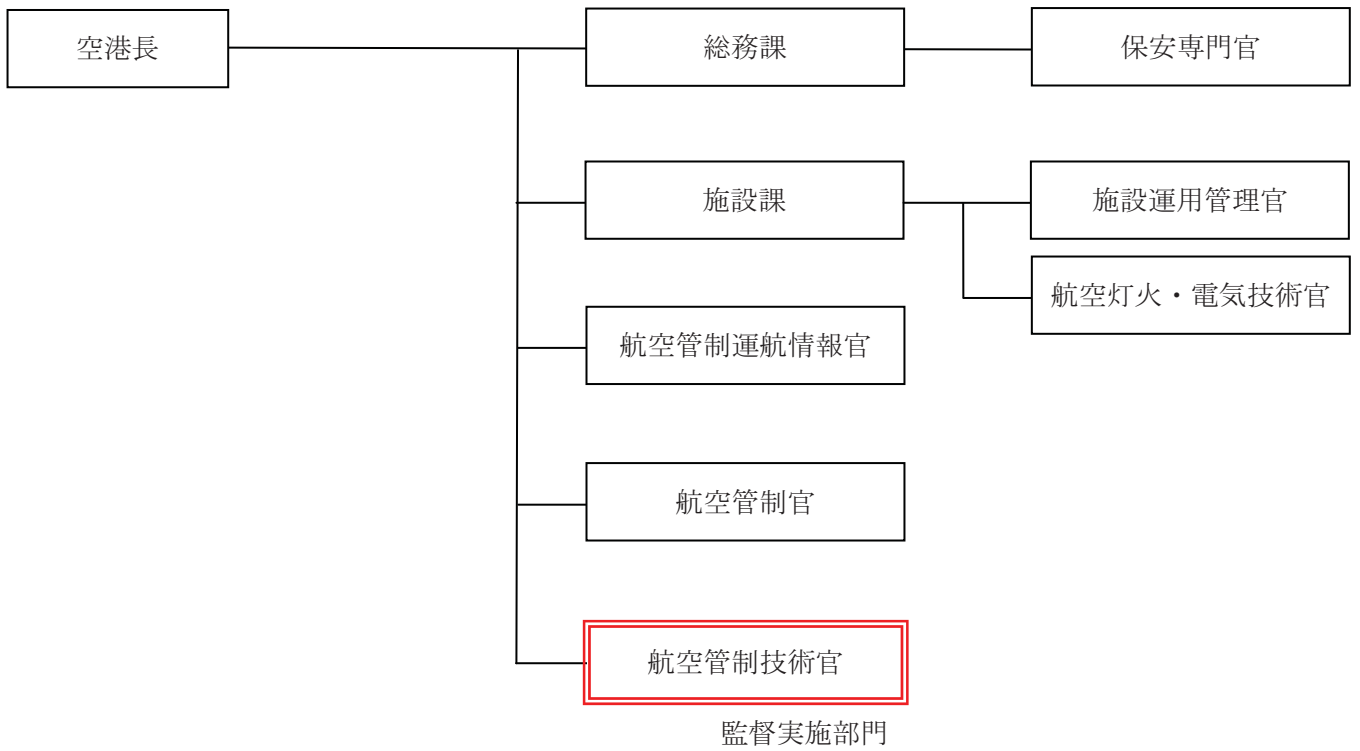 空港長
総務課
保安専門官
施設課
施設運用管理官
航空灯火・電気技術官
航空管制運航情報官
航空管制官
航空管制技術官
監督実施部門